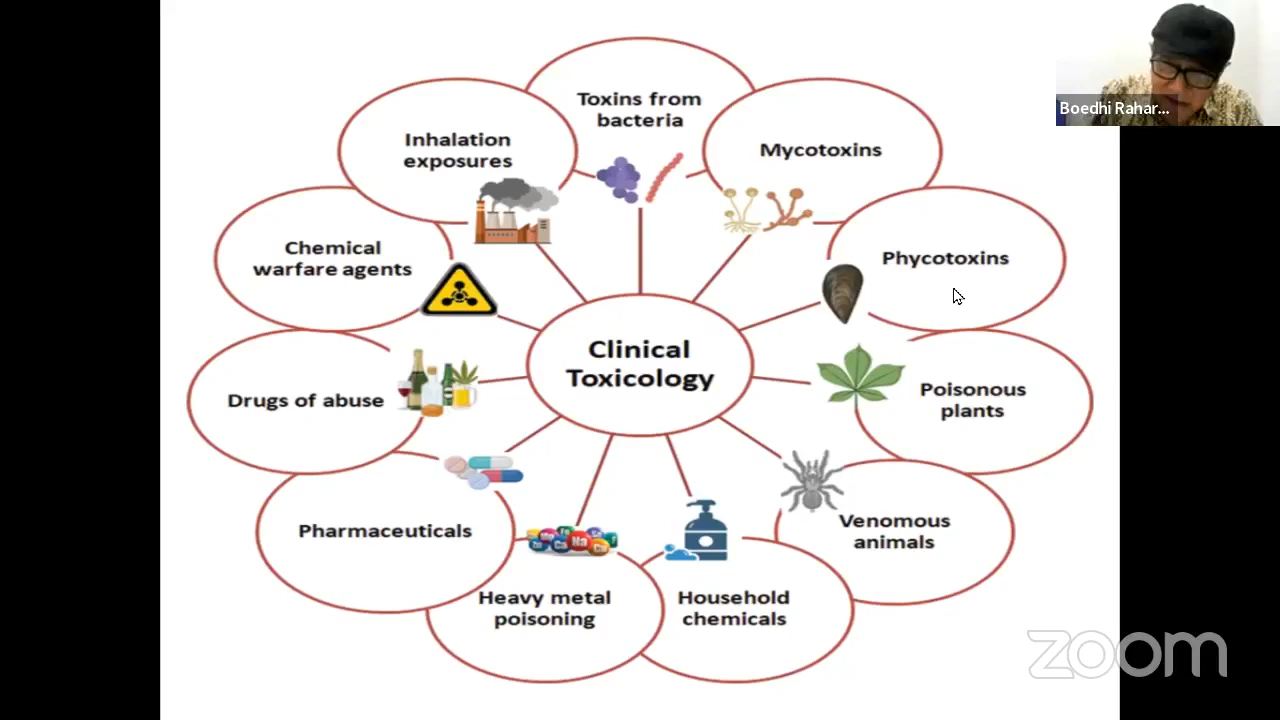 Toxins from
bacteria
Mycotoxins
Phycotoxins
Poisonous
plants
Venomous
animals
Household
chemicals
Heavy metal
poisoning
Pharmaceuticals
Drugs of abuse
Chemical
warfare agents
Inhalation
exposures
Clinical
Toxicology
Na
Boedhi Rahar...
zoom